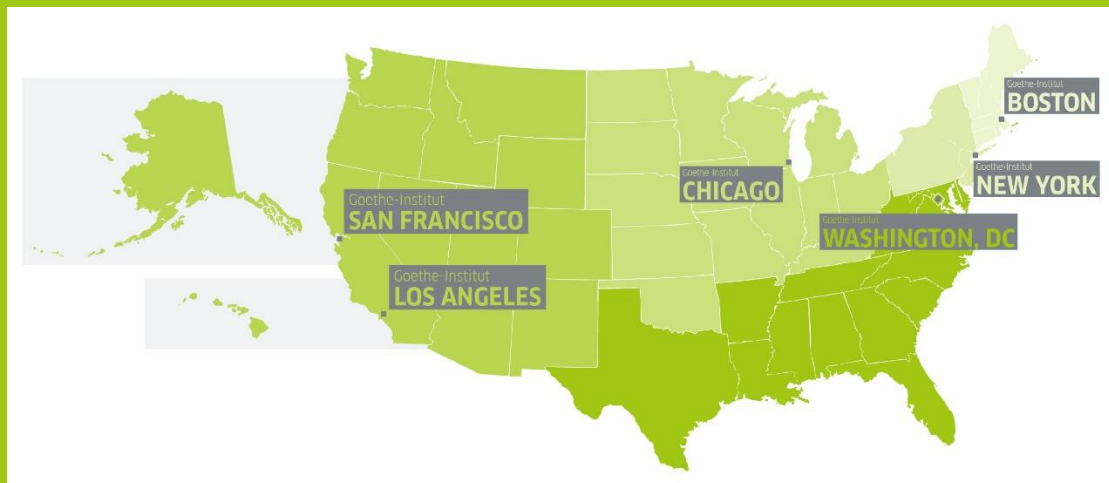 Goethe-Institut
BOSTON
Goethe-Institut
NEW YORK
Goethe-Institut
CHICAGO
Goethe-Institut
WASHINGTON, DC
Goethe-Institut
SAN FRANCISCO
Goethe-Institut
LOS ANGELES